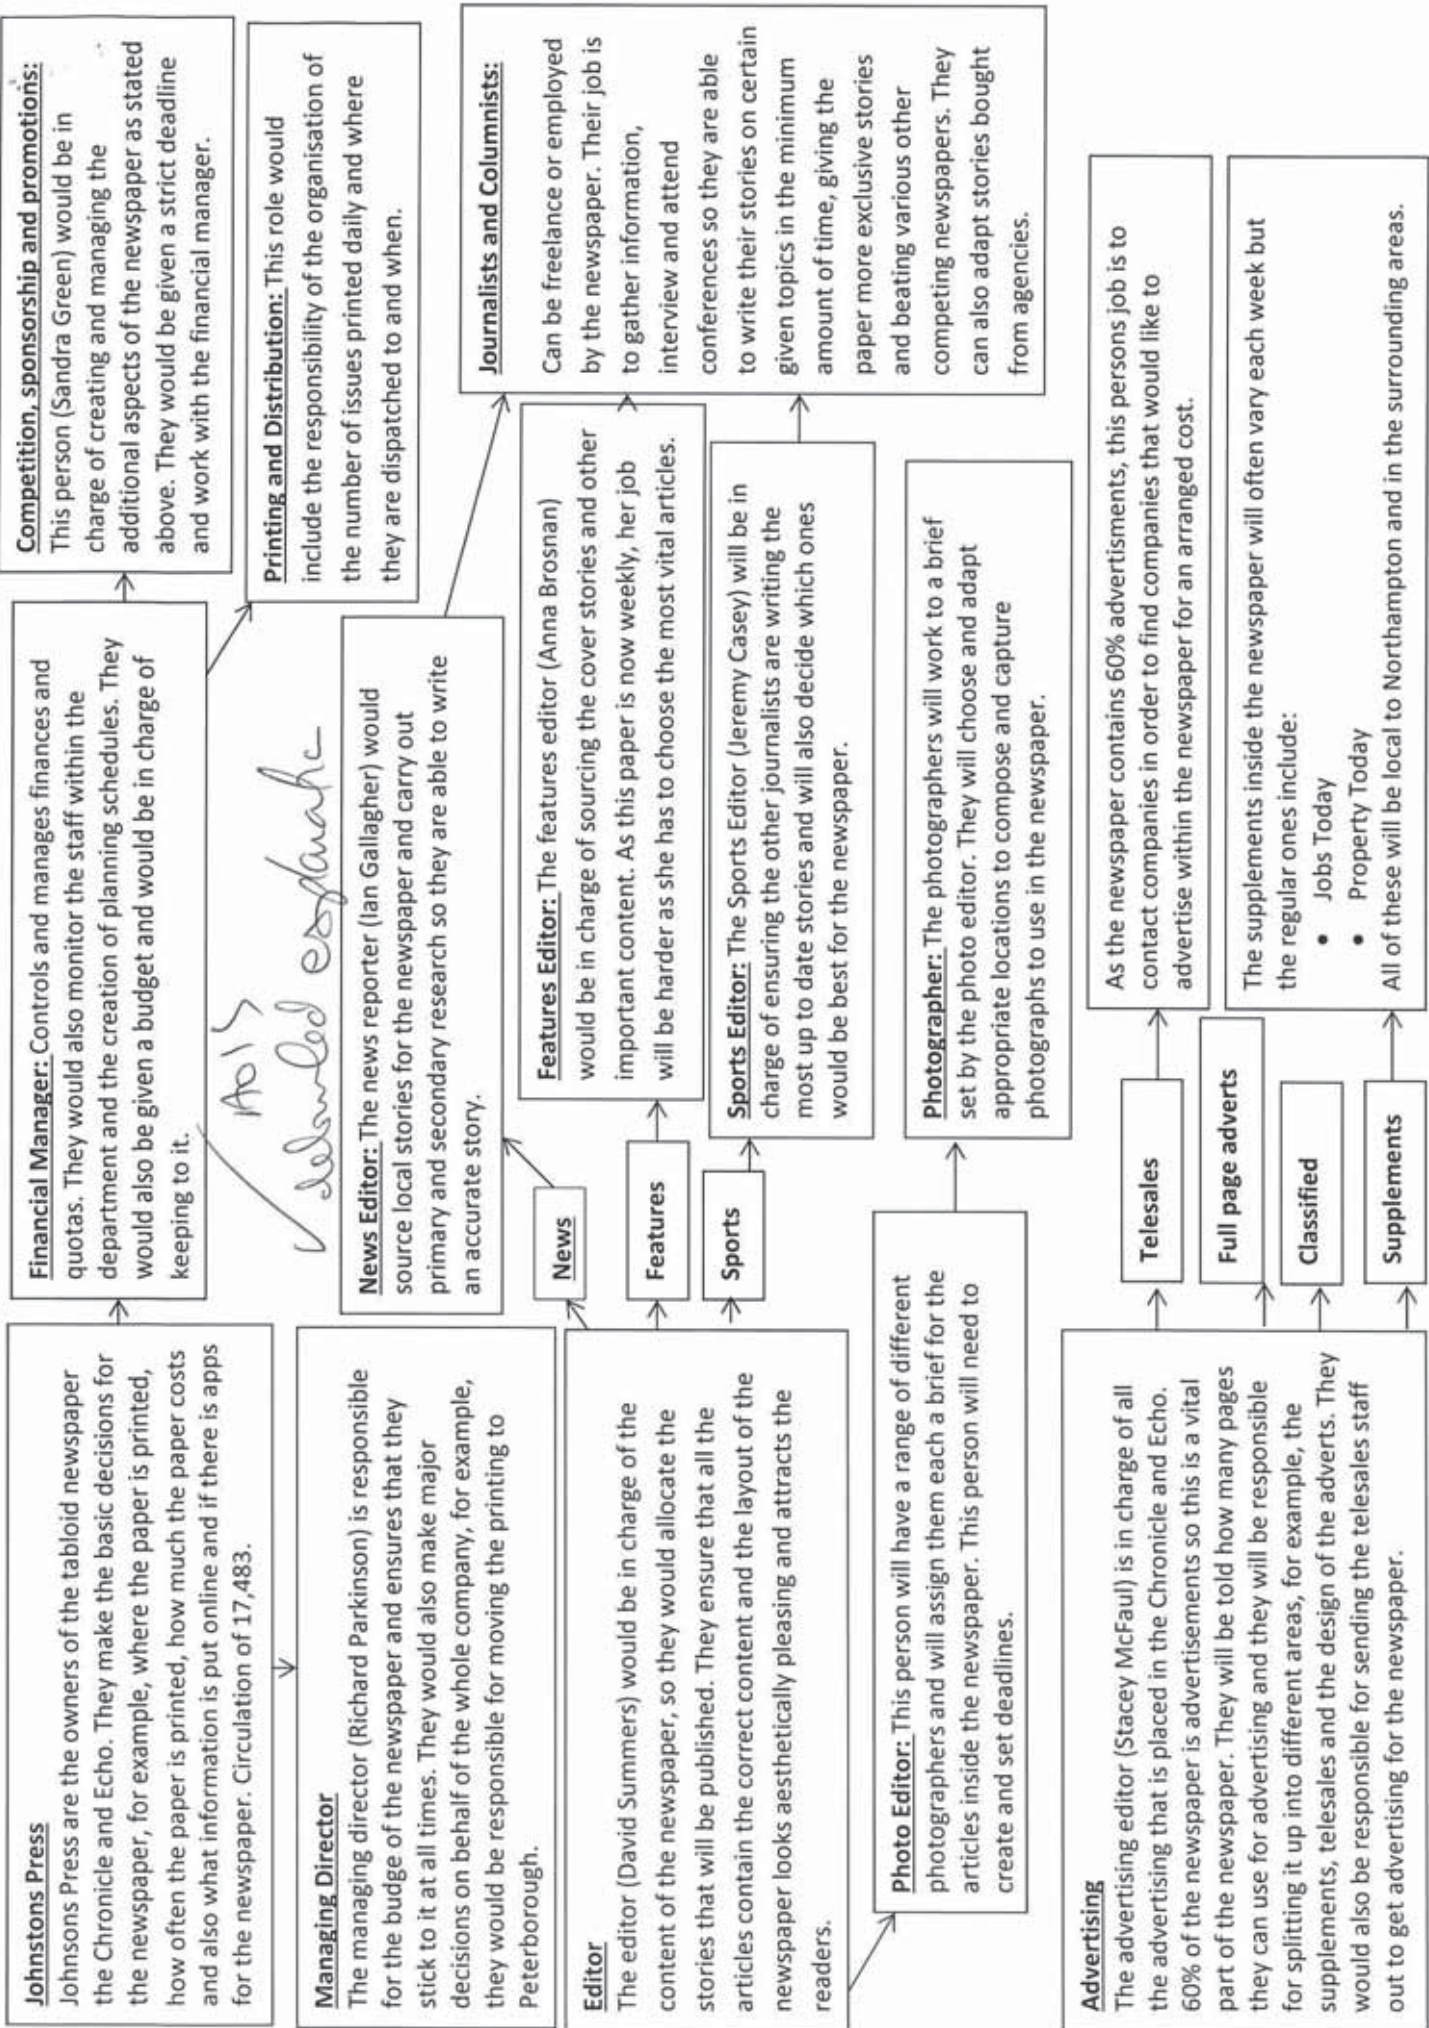 Johnstons Press
Johnsons Press are the owners of the tabloid newspaper
the Chronicle and Echo. They make the basic decisions for
the newspaper, for example, where the paper is printed,
how often the paper is printed, how much the paper costs
and also what information is put online and if there is apps
for the newspaper. Circulation of 17,483.
Financial Manager: Controls and manages finances and
quotas. They would also monitor the staff within the
department and the creation of planning schedules. They
would also be given a budget and would be in charge of
keeping to it.
Competition, sponsorship and promotions:
This person (Sandra Green) would be in
charge of creating and managing the
additional aspects of the newspaper as stated
above. They would be given a strict deadline
and work with the financial manager.
Printing and Distribution: This role would
include the responsibility of the organisation of
the number of issues printed daily and where
they are dispatched to and when.
Managing Director
The managing director (Richard Parkinson) is responsible
for the budget of the newspaper and ensures that they
stick to it at all times. They would also make major
decisions on behalf of the whole company, for example,
they would be responsible for moving the printing to
Peterborough.
News Editor: The news reporter (Ian Gallagher) would
source local stories for the newspaper and carry out
primary and secondary research so they are able to write
an accurate story.
Journalists and Columnists:
Can be freelance or employed
by the newspaper. Their job is
to gather information,
interview and attend
conferences so they are able
to write their stories on certain
given topics in the minimum
amount of time, giving the
paper more exclusive stories
and beating various other
competing newspapers. They
can also adapt stories bought
from agencies.
Editor
The editor (David Summers) would be in charge of the
content of the newspaper, so they would allocate the
stories that will be published. They ensure that all the
articles contain the correct content and the layout of the
newspaper looks aesthetically pleasing and attracts the
readers.
News
Features
Sports
Features Editor: The features editor (Anna Brosnan)
would be in charge of sourcing the cover stories and other
important content. As this paper is now weekly, her job
will be harder as she has to choose the most vital articles.
Sports Editor: The Sports Editor (Jeremy Casey) will be in
charge of ensuring the other journalists are writing the
most up to date stories and will also decide which ones
would be best for the newspaper.
Photo Editor: This person will have a range of different
photographers and will assign them each a brief for the
articles inside the newspaper. This person will need to
create and set deadlines.
Photographer: The photographers will work to a brief
set by the photo editor. They will choose and adapt
appropriate locations to compose and capture
photographs to use in the newspaper.
Advertising
The advertising editor (Stacey McFaul) is in charge of all
the advertising that is placed in the Chronicle and Echo.
60% of the newspaper is advertisements so this is a vital
part of the newspaper. They will be told how many pages
they can use for advertising and they will be responsible
for splitting it up into different areas, for example, the
supplements, telesales and the design of the adverts. They
would also be responsible for sending the telesales staff
out to get advertising for the newspaper.
Telesales
Full page adverts
Classified
Supplements
As the newspaper contains 60% advertisments, this persons job is to
contact companies in order to find companies that would like to
advertise within the newspaper for an arranged cost.
The supplements inside the newspaper will often vary each week but
the regular ones include:
• Jobs Today
• Property Today
All of these will be local to Northampton and in the surrounding areas.